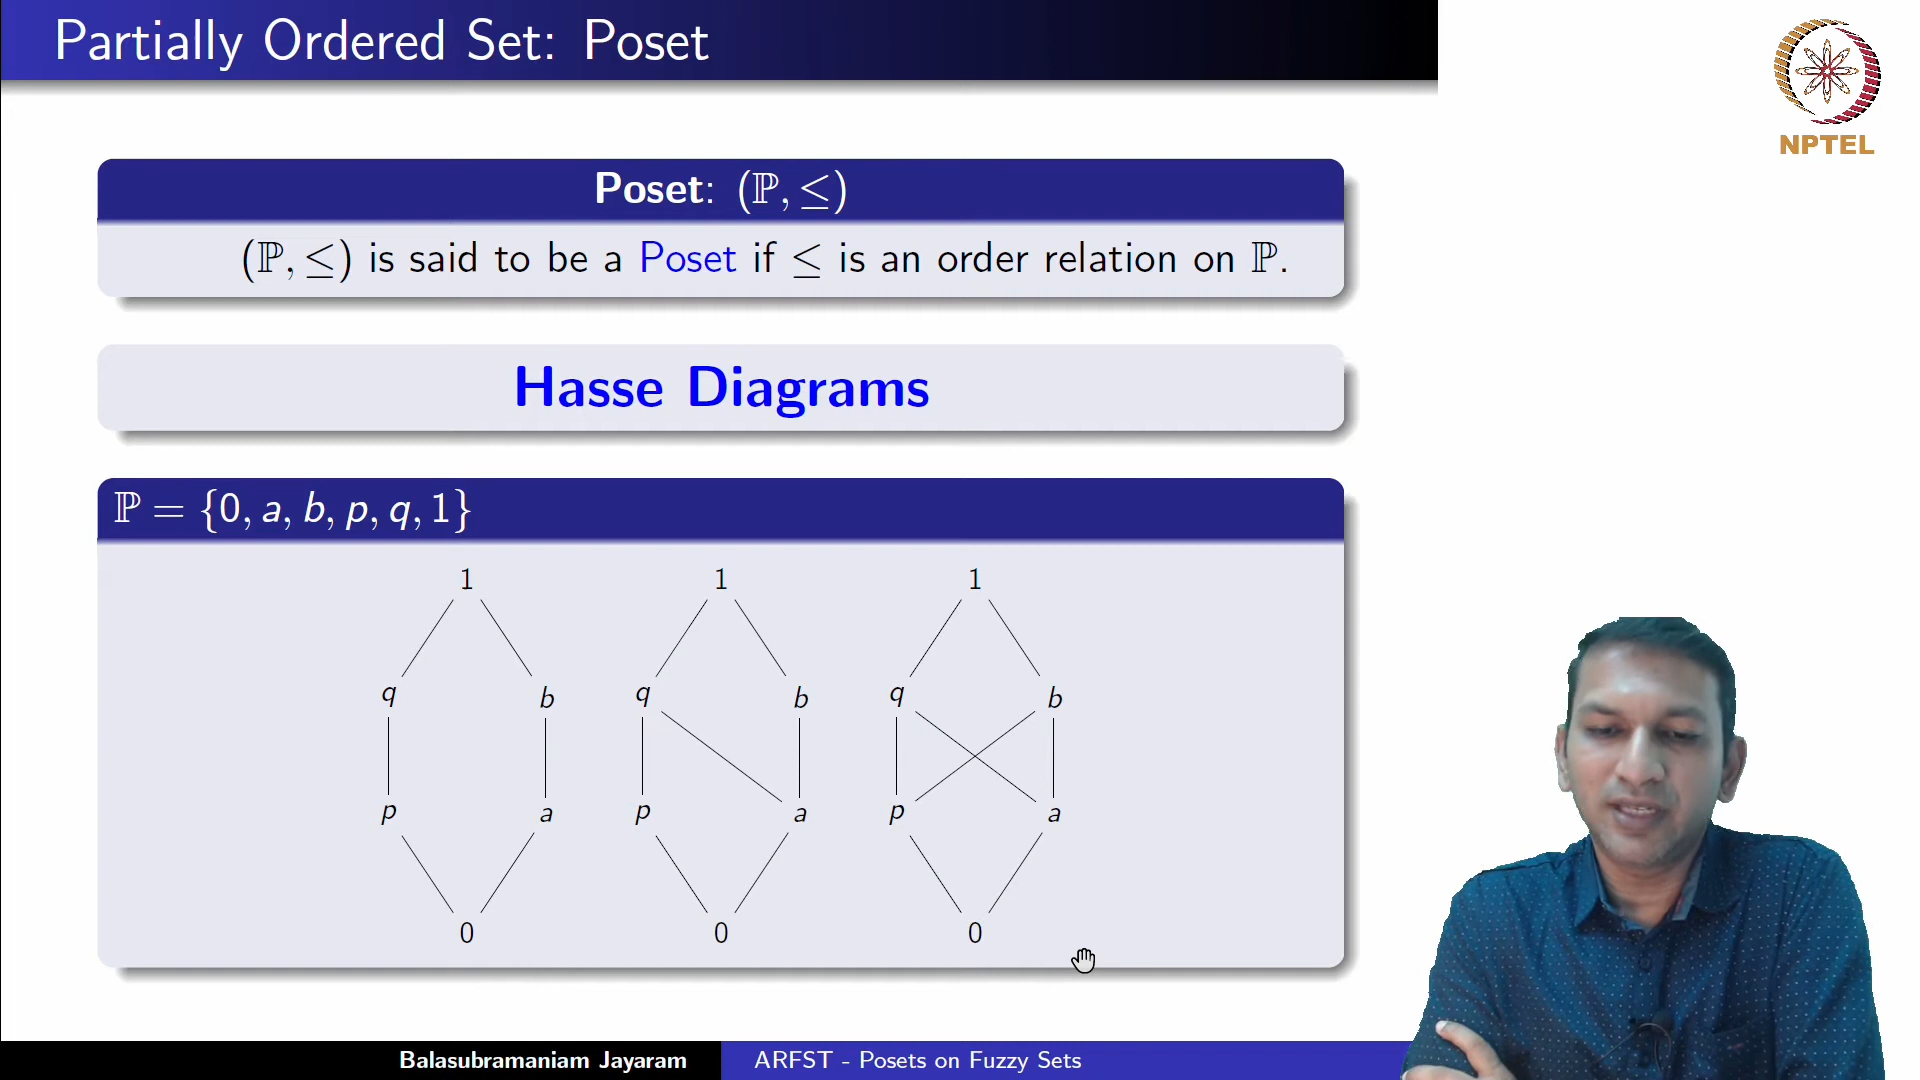 Partially Ordered Set: Poset
NPTEL
Poset: (ℙ, ≤)
(ℙ, ≤) is said to be a Poset if ≤ is an order relation on ℙ.
Hasse Diagrams
ℙ = {0, a, b, p, q, 1}
1 1 1
q b q b q b
p a p a p a
0 0 0
Balasubramaniam Jayaram
ARFST - Posets on Fuzzy Sets